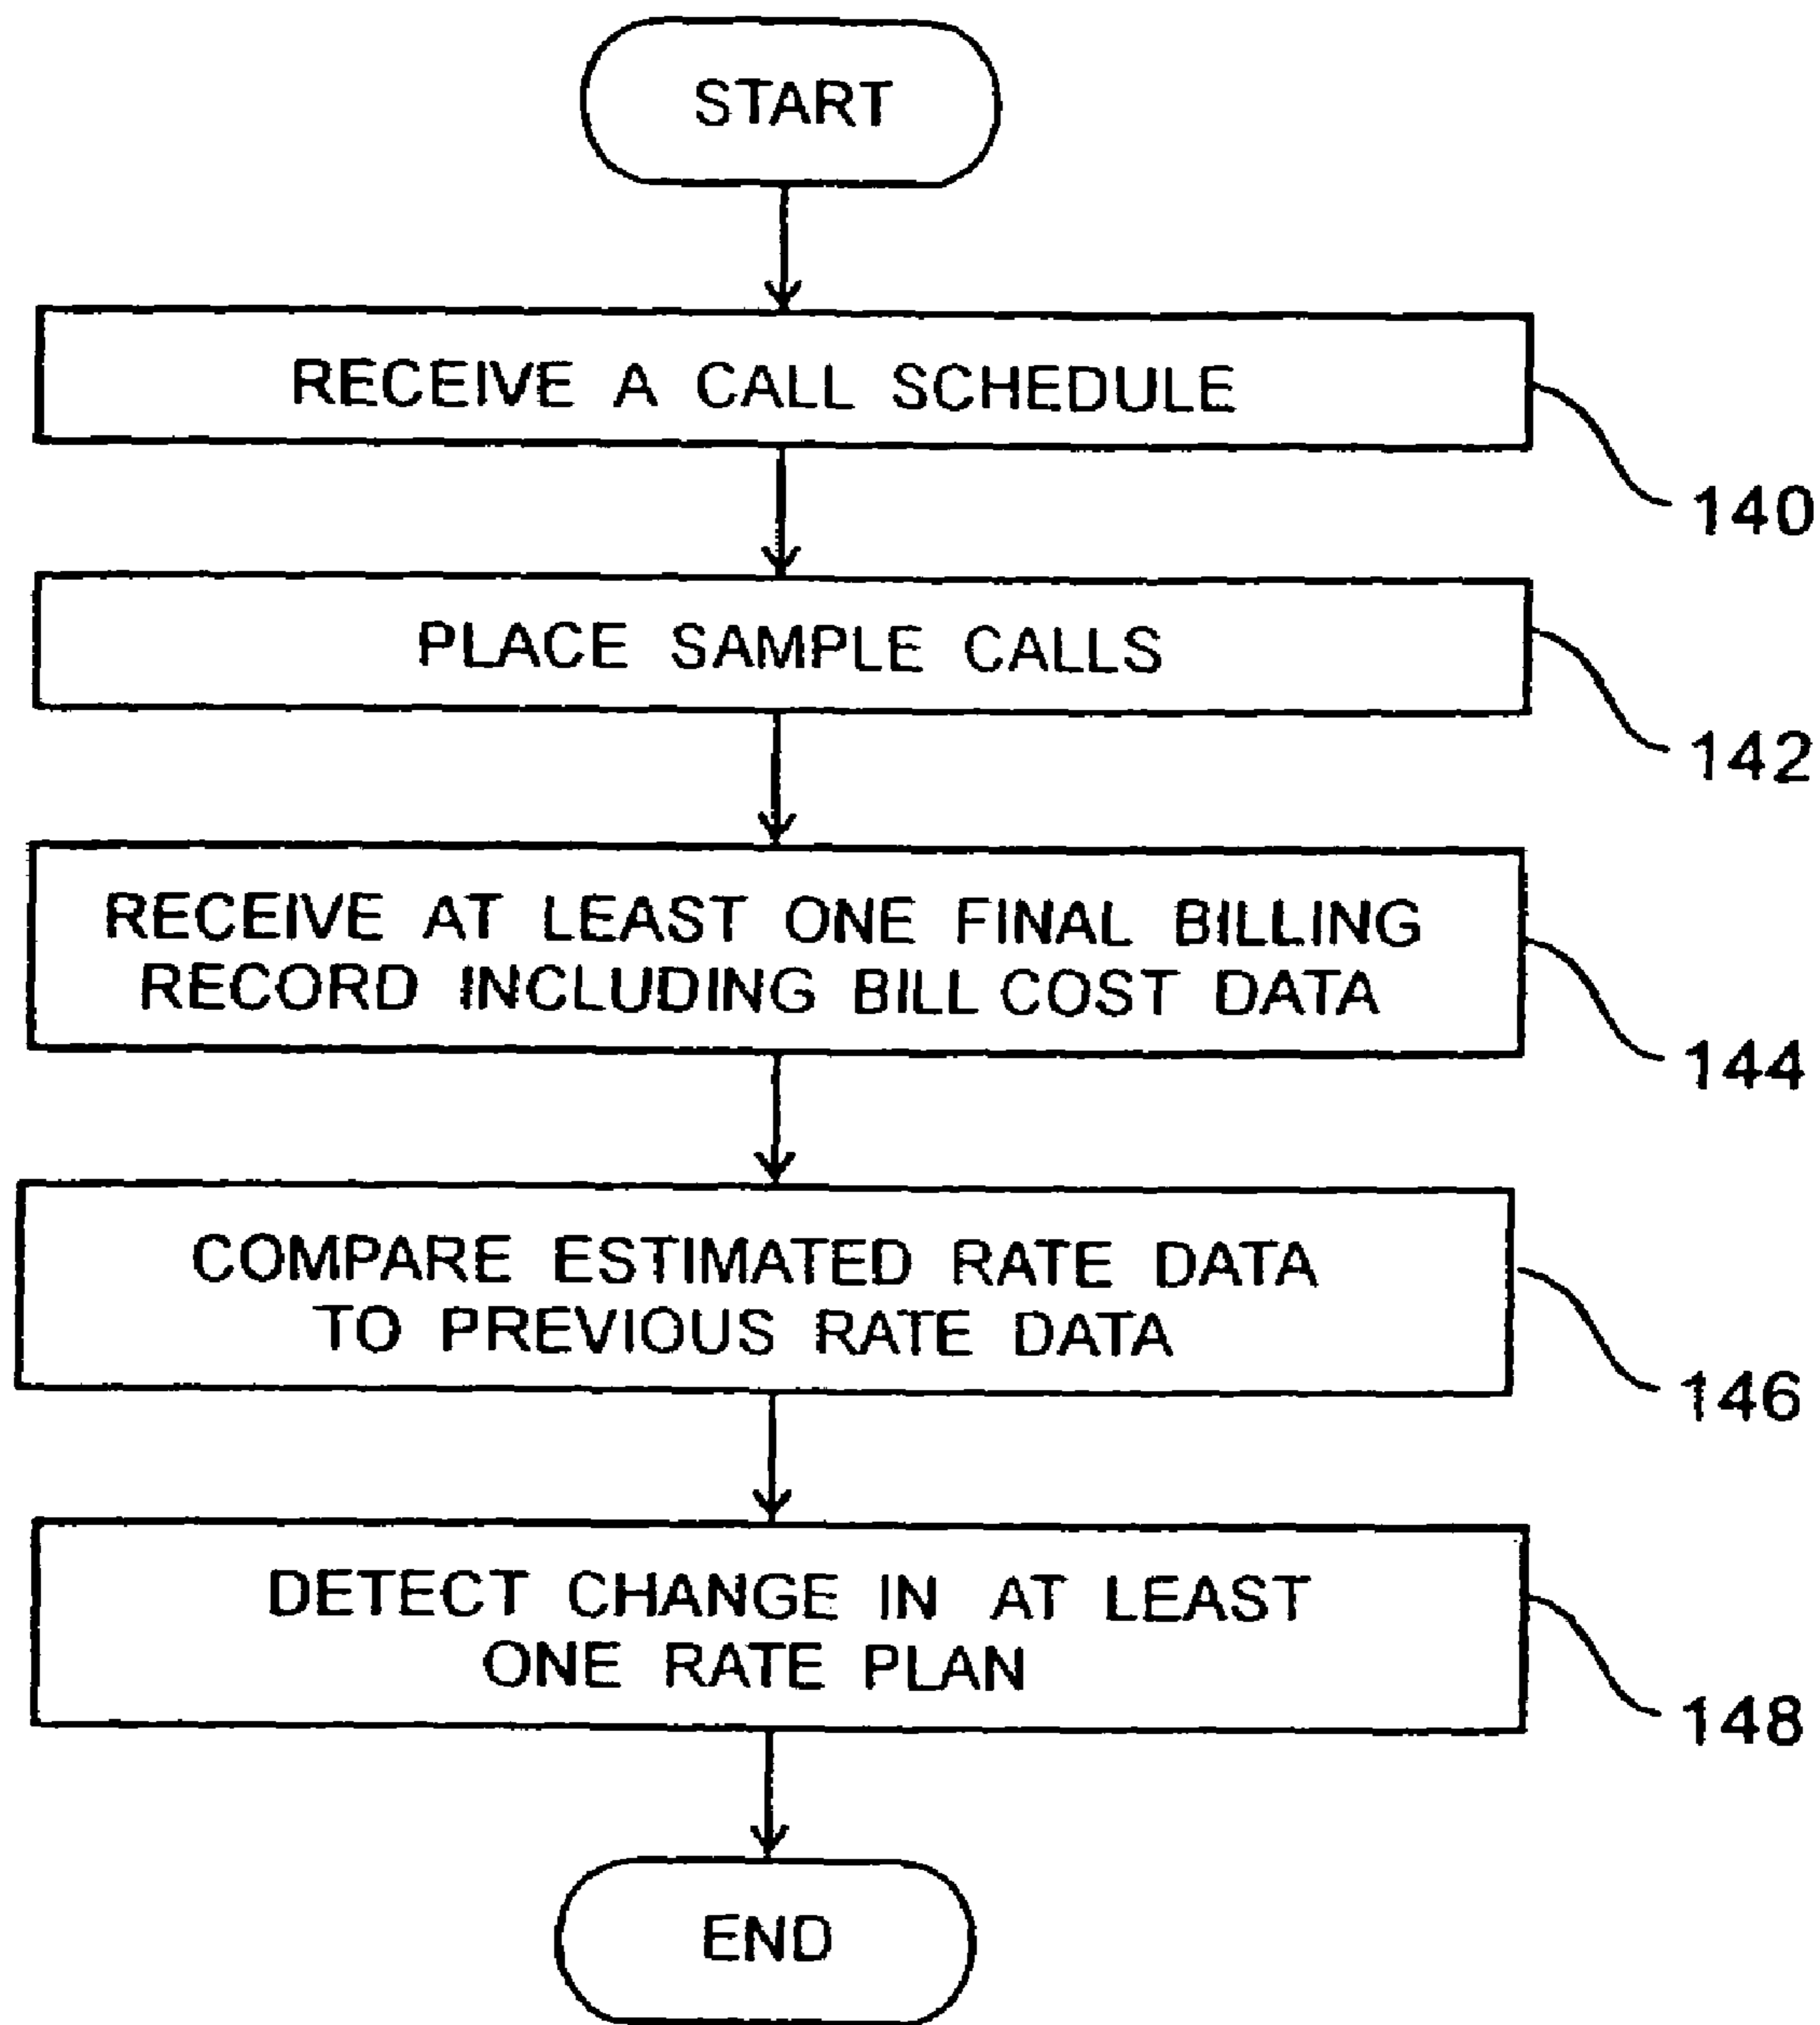 START
RECEIVE A CALL SCHEDULE
140
PLACE SAMPLE CALLS
142
RECEIVE AT LEAST ONE FINAL BILLING
RECORD INCLUDING BILL COST DATA
144
COMPARE ESTIMATED RATE DATA
TO PREVIOUS RATE DATA
146
DETECT CHANGE IN AT LEAST
ONE RATE PLAN
148
END